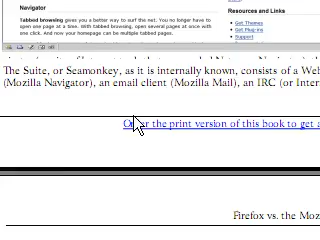 Navigator
Resources and Links
Tabbed browsing gives you a better way to surf the net. You no longer have to
open one page at a time. With tabbed browsing, open several pages at once with
one click. And now your homepage can be multiple tabbed pages.
Get Themes
Get Plug-ins
Support
The Suite, or Seamonkey, as it is internally known, consists of a Web
(Mozilla Navigator), an email client (Mozilla Mail), an IRC (or Inter
the print version of this book to get a
Firefox vs. the Moz